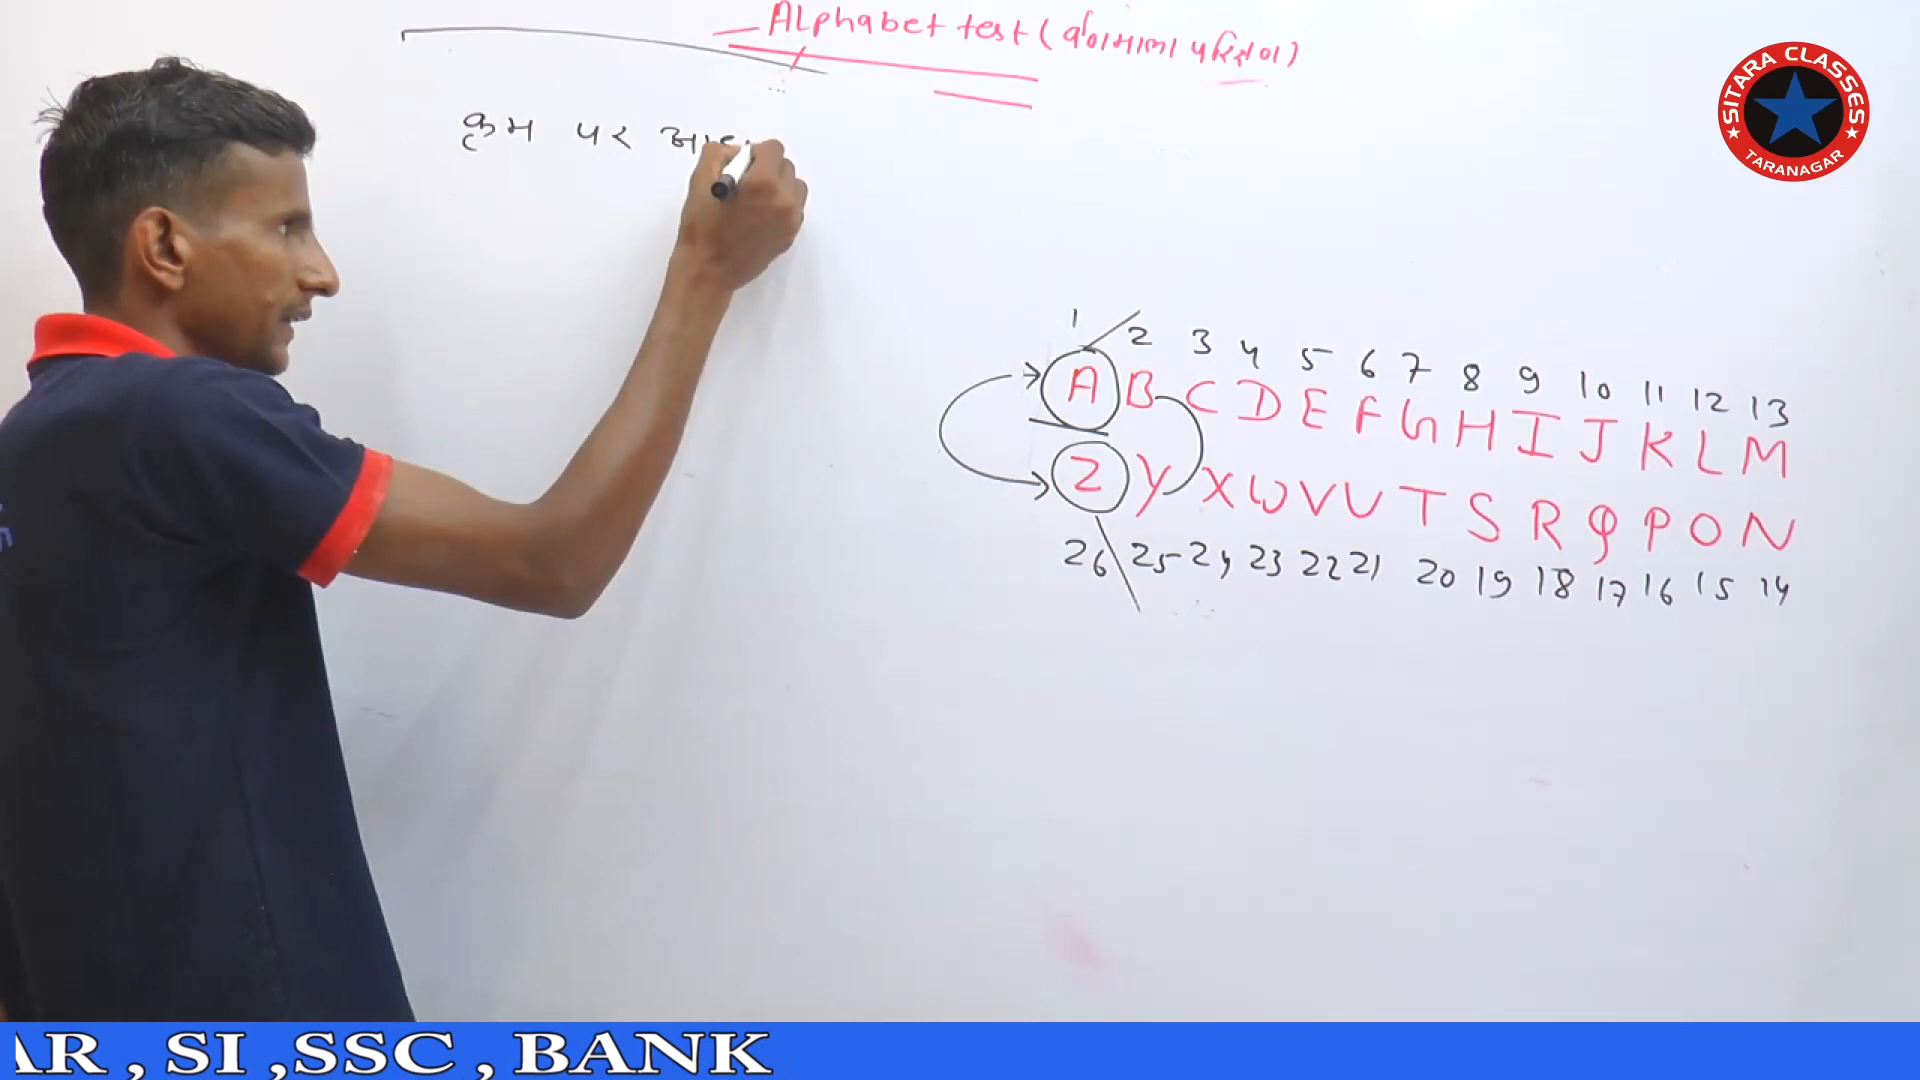 Alphabet test (वर्णमाला परिक्षण)
क्रम पर
SITARA CLASSES
TARANAGAR
1 2 3 4 5 6 7 8 9 10 11 12 13
A B C D E F G H I J K L M
Z Y X W V U T S R Q P O N
26 25 24 23 22 21 20 19 18 17 16 15 14
AR , SI ,SSC , BANK